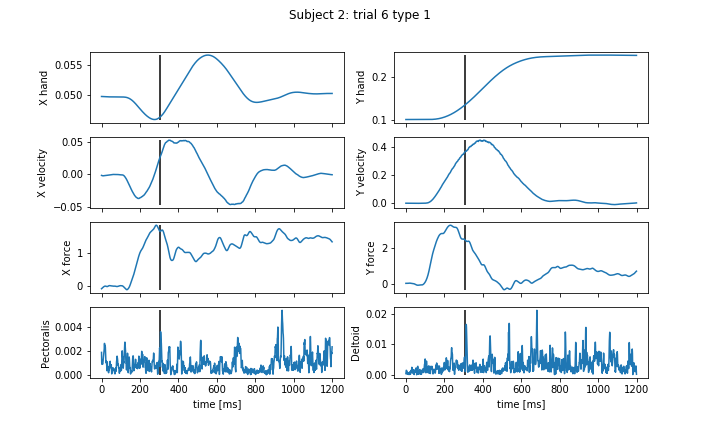 Subject 2: trial 6 type 1
X hand
0.055
0.050
Y hand
0.2
0.1
X velocity
0.05
0.00
−0.05
Y velocity
0.4
0.2
0.0
X force
1
0
Y force
2
0
Pectoralis
0.004
0.002
0.000
0 200 400 600 800 1000 1200
time [ms]
Deltoid
0.02
0.01
0.00
0 200 400 600 800 1000 1200
time [ms]